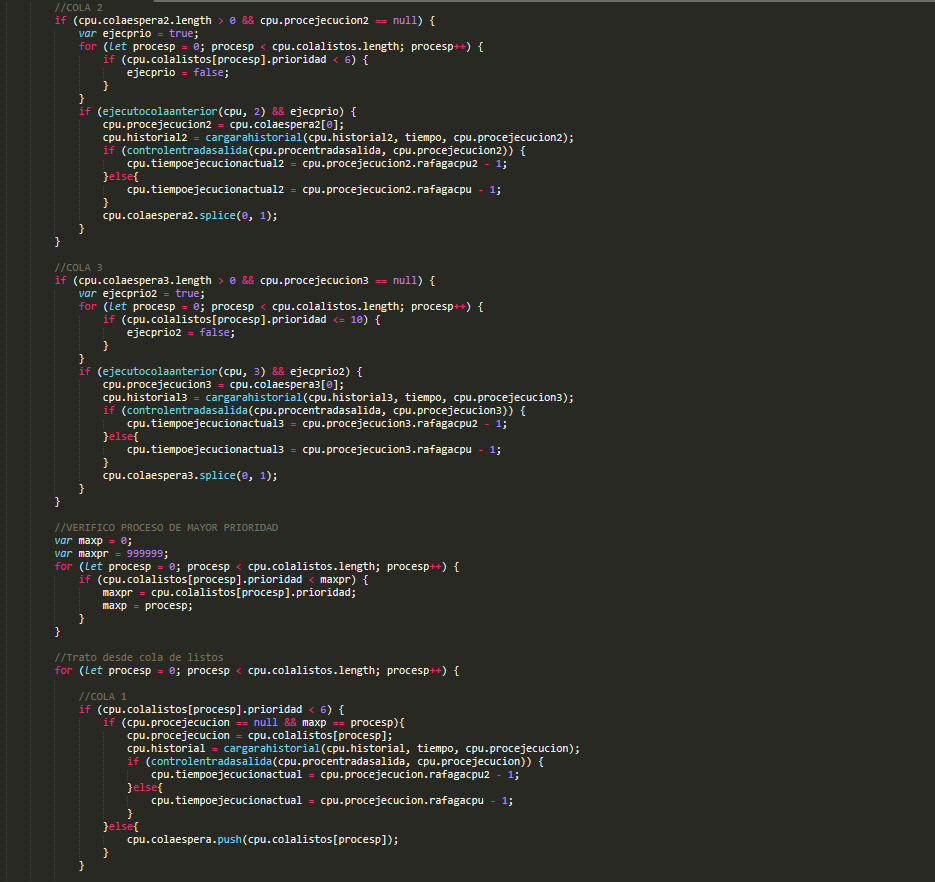 //COLA 2
if (cpu.colaespera2.length > 0 && cpu.procejecucion2 == null) {
var ejecprio = true;
for (let procesp = 0; procesp < cpu.colalistos.length; procesp++) {
if (cpu.colalistos[procesp].prioridad < 6) {
ejecprio = false;
}
}
if (ejecutocolaanterior(cpu, 2) && ejecprio) {
cpu.procejecucion2 = cpu.colaespera2[0];
cpu.historial2 = cargarahistorial(cpu.historial2, tiempo, cpu.procejecucion2);
if (controlentradasalida(cpu.procentradasalida, cpu.procejecucion2)) {
cpu.tiempoejecucionactual2 = cpu.procejecucion2.rafagacpu2 - 1;
}else{
cpu.tiempoejecucionactual2 = cpu.procejecucion2.rafagacpu - 1;
}
cpu.colaespera2.splice(0, 1);
}
}
//COLA 3
if (cpu.colaespera3.length > 0 && cpu.procejecucion3 == null) {
var ejecprio2 = true;
for (let procesp = 0; procesp < cpu.colalistos.length; procesp++) {
if (cpu.colalistos[procesp].prioridad <= 10) {
ejecprio2 = false;
}
}
if (ejecutocolaanterior(cpu, 3) && ejecprio2) {
cpu.procejecucion3 = cpu.colaespera3[0];
cpu.historial3 = cargarahistorial(cpu.historial3, tiempo, cpu.procejecucion3);
if (controlentradasalida(cpu.procentradasalida, cpu.procejecucion3)) {
cpu.tiempoejecucionactual3 = cpu.procejecucion3.rafagacpu2 - 1;
}else{
cpu.tiempoejecucionactual3 = cpu.procejecucion3.rafagacpu - 1;
}
cpu.colaespera3.splice(0, 1);
}
}
//VERIFICO PROCESO DE MAYOR PRIORIDAD
var maxp = 0;
var maxpr = 999999;
for (let procesp = 0; procesp < cpu.colalistos.length; procesp++) {
if (cpu.colalistos[procesp].prioridad < maxpr) {
maxpr = cpu.colalistos[procesp].prioridad;
maxp = procesp;
}
}
//Trato desde cola de listos
for (let procesp = 0; procesp < cpu.colalistos.length; procesp++) {
//COLA 1
if (cpu.colalistos[procesp].prioridad < 6) {
if (cpu.procejecucion == null && maxp == procesp){
cpu.procejecucion = cpu.colalistos[procesp];
cpu.historial = cargarahistorial(cpu.historial, tiempo, cpu.procejecucion);
if (controlentradasalida(cpu.procentradasalida, cpu.procejecucion)) {
cpu.tiempoejecucionactual = cpu.procejecucion.rafagacpu2 - 1;
}else{
cpu.tiempoejecucionactual = cpu.procejecucion.rafagacpu - 1;
}
}else{
cpu.colaespera.push(cpu.colalistos[procesp]);
}
}